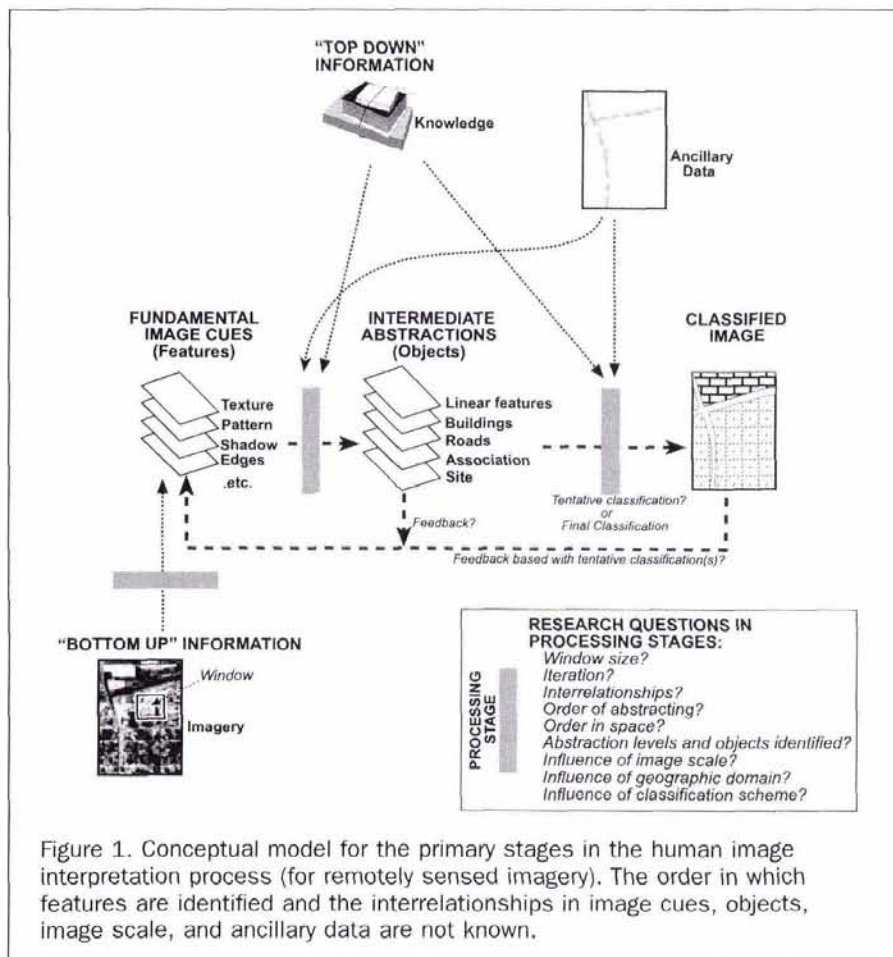 "TOP DOWN"
INFORMATION
Knowledge
Ancillary
Data
FUNDAMENTAL
IMAGE CUES
(Features)
INTERMEDIATE
ABSTRACTIONS
(Objects)
CLASSIFIED
IMAGE
Texture
Pattern
Shadow
Edges
.etc.
Linear features
Buildings
Roads
Association
Site
Tentative classification?
or
Final Classification
Feedback?
Feedback based with tentative classification(s)?
"BOTTOM UP" INFORMATION
Window
Imagery
PROCESSING
STAGE
RESEARCH QUESTIONS IN
PROCESSING STAGES:
Window size?
Iteration?
Interrelationships?
Order of abstracting?
Order in space?
Abstraction levels and objects identified?
Influence of image scale?
Influence of geographic domain?
Influence of classification scheme?
Figure 1. Conceptual model for the primary stages in the human image
interpretation process (for remotely sensed imagery). The order in which
features are identified and the interrelationships in image cues, objects,
image scale, and ancillary data are not known.